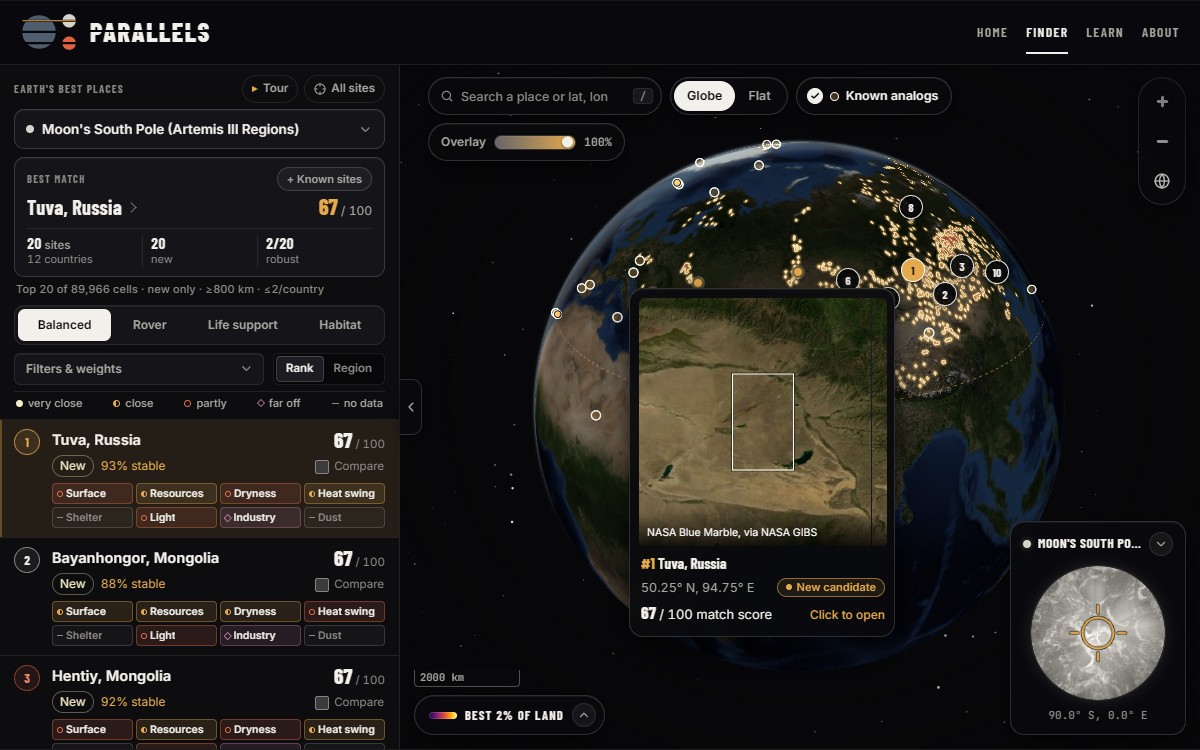 PARALLELS
HOME FINDER LEARN ABOUT
EARTH'S BEST PLACES
Tour
All sites
Moon's South Pole (Artemis III Regions)
BEST MATCH
+ Known sites
Tuva, Russia
67 / 100
20 sites
12 countries
20
new
2/20
robust
Top 20 of 89,966 cells · new only · ≥800 km · ≤2/country
Balanced Rover Life support Habitat
Filters & weights
Rank Region
very close close partly far off no data
1 Tuva, Russia 67 / 100
New 93% stable Compare
Surface Resources Dryness Heat swing
Shelter Light Industry Dust
2 Bayanhongor, Mongolia 67 / 100
New 88% stable Compare
Surface Resources Dryness Heat swing
Shelter Light Industry Dust
3 Hentiy, Mongolia 67 / 100
New 92% stable Compare
Surface Resources Dryness Heat swing
Search a place or lat, lon /
Globe Flat
Known analogs
Overlay 100%
8
1
3
10
6
2
NASA Blue Marble, via NASA GIBS
#1 Tuva, Russia
50.25° N, 94.75° E
New candidate
67 / 100 match score
Click to open
2000 km
BEST 2% OF LAND
MOON'S SOUTH PO...
90.0° S, 0.0° E